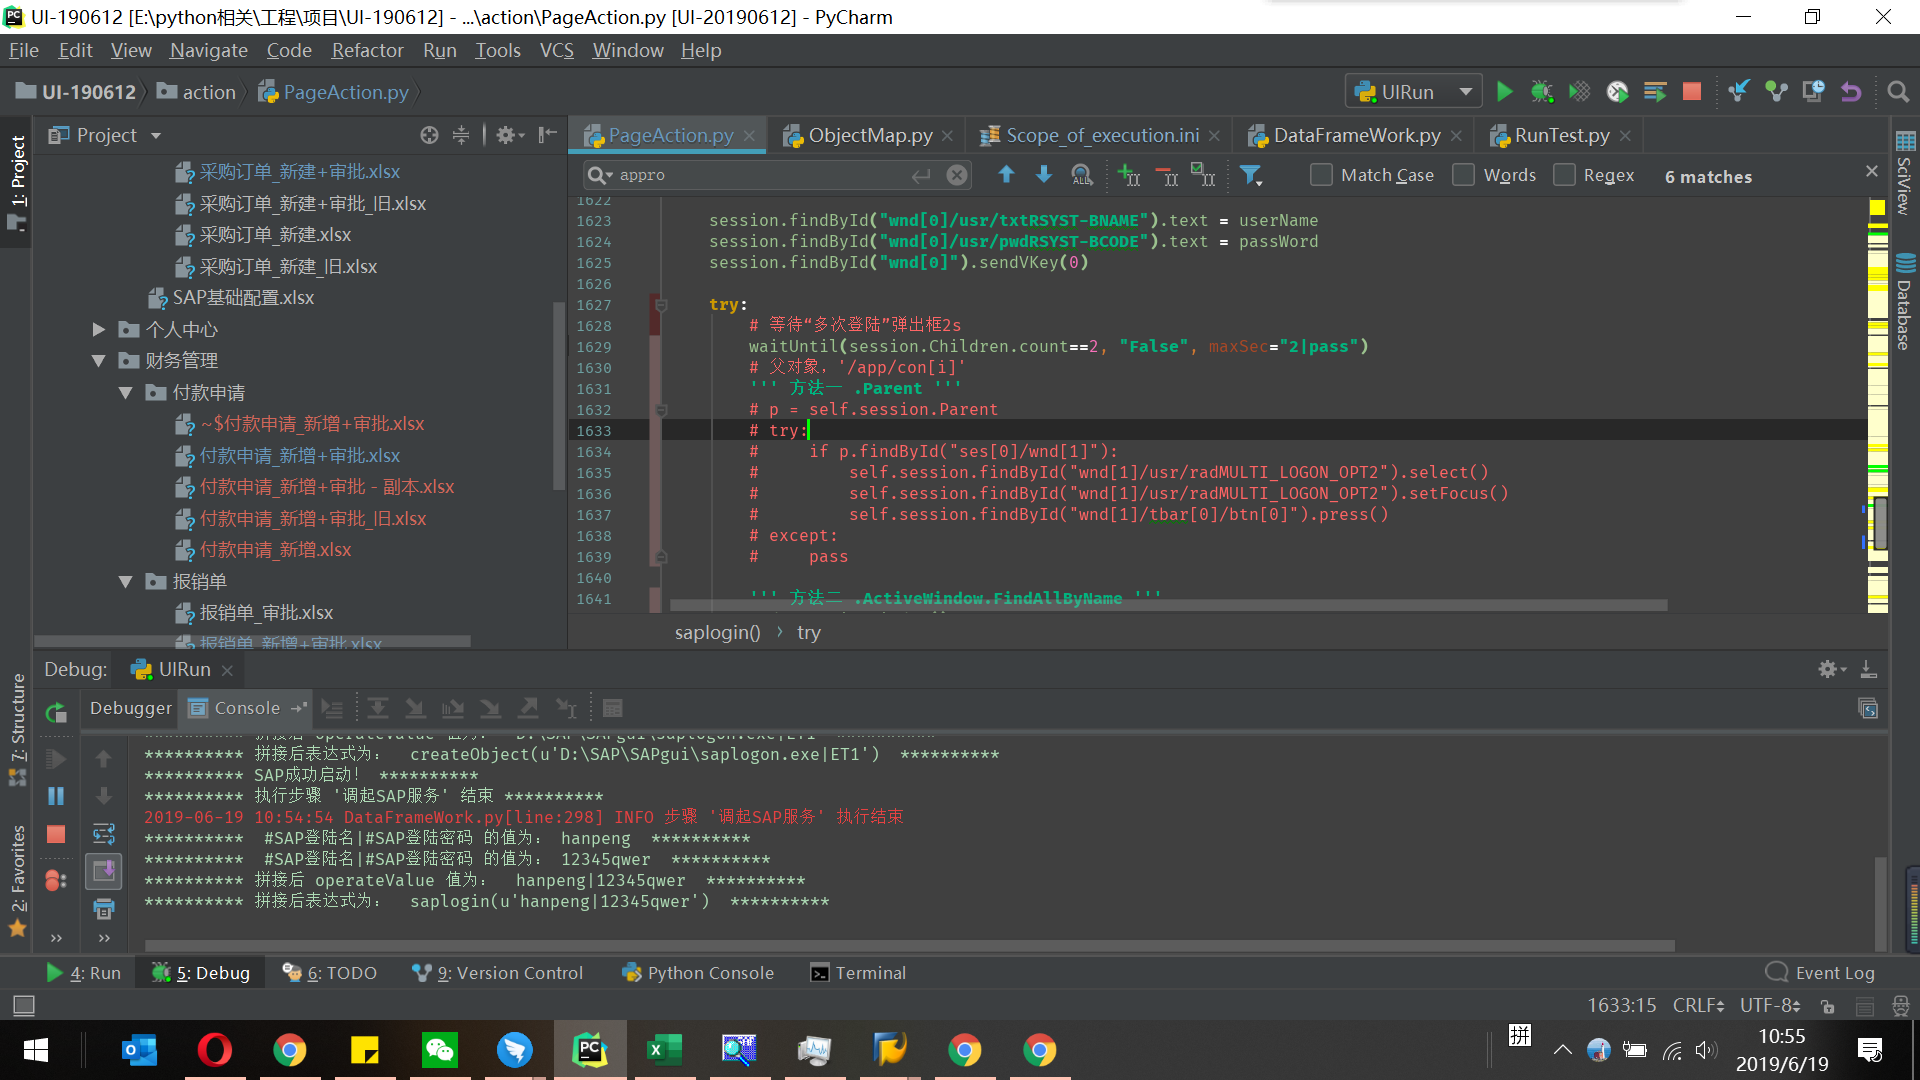 UI-190612 [E:\python相关\工程\项目\UI-190612] - ...\action\PageAction.py [UI-20190612] - PyCharm
File Edit View Navigate Code Refactor Run Tools VCS Window Help
UI-190612 action PageAction.py UIRun
Project
PageAction.py ObjectMap.py Scope_of_execution.ini DataFrameWork.py RunTest.py
appro Match Case Words Regex 6 matches
1: Project
7: Structure
2: Favorites
SciView
Database
采购订单_新建+审批.xlsx
采购订单_新建+审批_旧.xlsx
采购订单_新建.xlsx
采购订单_新建_旧.xlsx
SAP基础配置.xlsx
个人中心
财务管理
付款申请
~$付款申请_新增+审批.xlsx
付款申请_新增+审批.xlsx
付款申请_新增+审批 - 副本.xlsx
付款申请_新增+审批_旧.xlsx
付款申请_新增.xlsx
报销单
报销单_审批.xlsx
报销单_新增+审批.xlsx
1622
1623 session.findById("wnd[0]/usr/txtRSYST-BNAME").text = userName
1624 session.findById("wnd[0]/usr/pwdRSYST-BCODE").text = passWord
1625 session.findById("wnd[0]").sendVKey(0)
1626
1627 try:
1628 # 等待“多次登陆”弹出框2s
1629 waitUntil(session.Children.count==2, "False", maxSec="2|pass")
1630 # 父对象，'/app/con[i]'
1631 ''' 方法一 .Parent '''
1632 # p = self.session.Parent
1633 # try:
1634 # if p.findById("ses[0]/wnd[1]"):
1635 # self.session.findById("wnd[1]/usr/radMULTI_LOGON_OPT2").select()
1636 # self.session.findById("wnd[1]/usr/radMULTI_LOGON_OPT2").setFocus()
1637 # self.session.findById("wnd[1]/tbar[0]/btn[0]").press()
1638 # except:
1639 # pass
1640
1641 ''' 方法二 .ActiveWindow.FindAllByName '''
saplogin() › try
Debug: UIRun
Debugger Console
********** 拼接后 operateValue 值为： D:\SAP\SAPgui\saplogon.exe|ET1 **********
********** 拼接后表达式为： createObject(u'D:\SAP\SAPgui\saplogon.exe|ET1') **********
********** SAP成功启动！ **********
********** 执行步骤 '调起SAP服务' 结束 **********
2019-06-19 10:54:54 DataFrameWork.py[line:298] INFO 步骤 '调起SAP服务' 执行结束
********** #SAP登陆名|#SAP登陆密码 的值为： hanpeng **********
********** #SAP登陆名|#SAP登陆密码 的值为： 12345qwer **********
********** 拼接后 operateValue 值为： hanpeng|12345qwer **********
********** 拼接后表达式为： saplogin(u'hanpeng|12345qwer') **********
4: Run 5: Debug 6: TODO 9: Version Control Python Console Terminal Event Log
1633:15 CRLF UTF-8
拼
10:55
2019/6/19